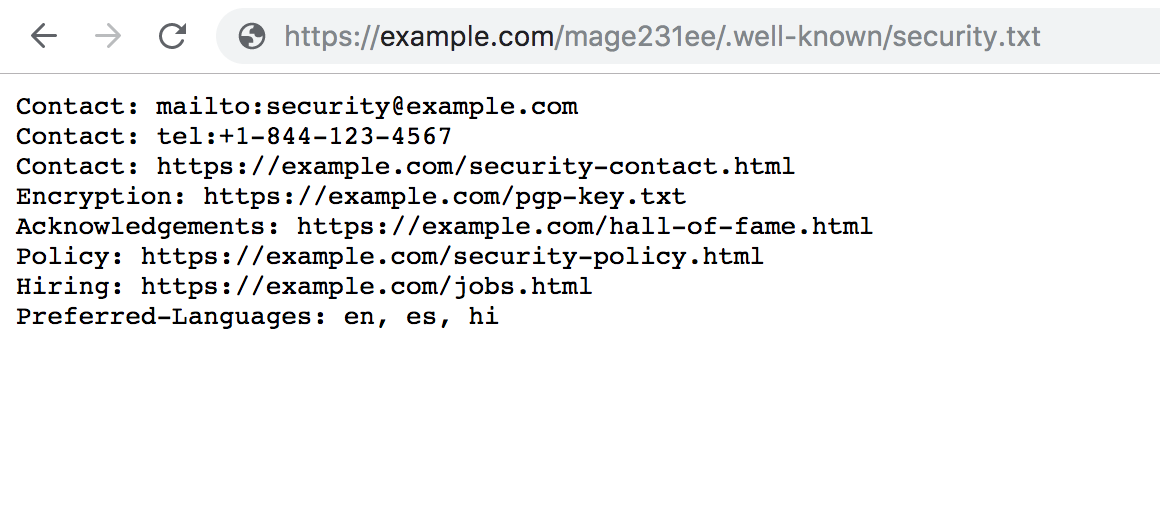 https://example.com/mage231ee/.well-known/security.txt
Contact: mailto:security@example.com
Contact: tel:+1-844-123-4567
Contact: https://example.com/security-contact.html
Encryption: https://example.com/pgp-key.txt
Acknowledgements: https://example.com/hall-of-fame.html
Policy: https://example.com/security-policy.html
Hiring: https://example.com/jobs.html
Preferred-Languages: en, es, hi